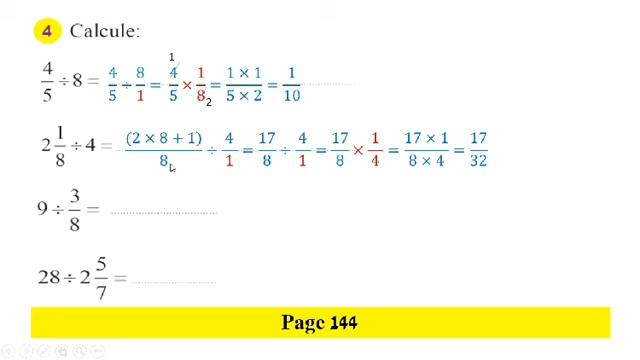 4 Calcule:
4/5 ÷ 8 = 4/5 ÷ 8/1 = 4/5 × 1/8 = (1 × 1)/(5 × 2) = 1/10
1 2
2 1/8 ÷ 4 = (2 × 8 + 1)/8 ÷ 4/1 = 17/8 ÷ 4/1 = 17/8 × 1/4 = (17 × 1)/(8 × 4) = 17/32
9 ÷ 3/8 = ..............................
28 ÷ 2 5/7 = ........................
Page 144